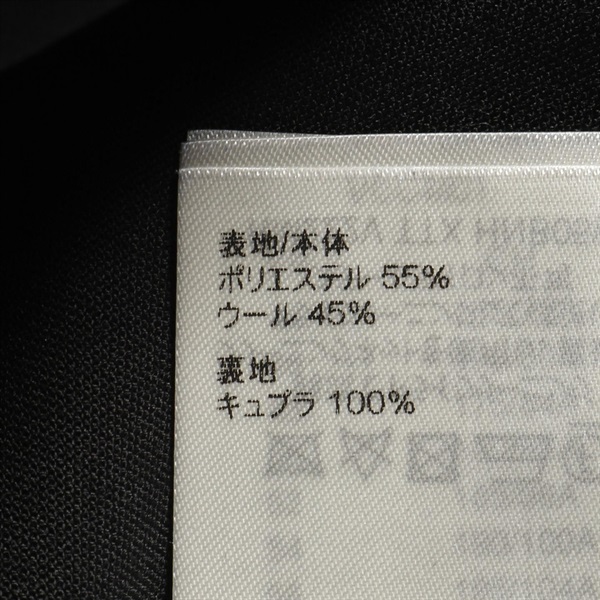 表地/本体
ポリエステル 55%
ウール 45%
裏地
キュプラ 100%